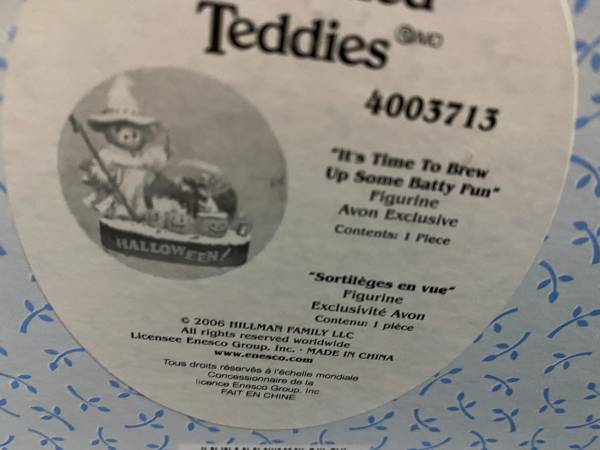 Teddies
4003713
"It's Time To Brew
Up Some Batty Fun"
Figurine
Avon Exclusive
Contents: 1 Piece
HALLOWEEN!
"Sortilèges en vue"
Figurine
Exclusivité Avon
Contenu: 1 pièce
© 2006 HILLMAN FAMILY LLC
All rights reserved worldwide
Licensee Enesco Group, Inc. · MADE IN CHINA
www.enesco.com
Tous droits réservés à l'échelle mondiale
Concessionnaire de la
licence Enesco Group, Inc
FAIT EN CHINE